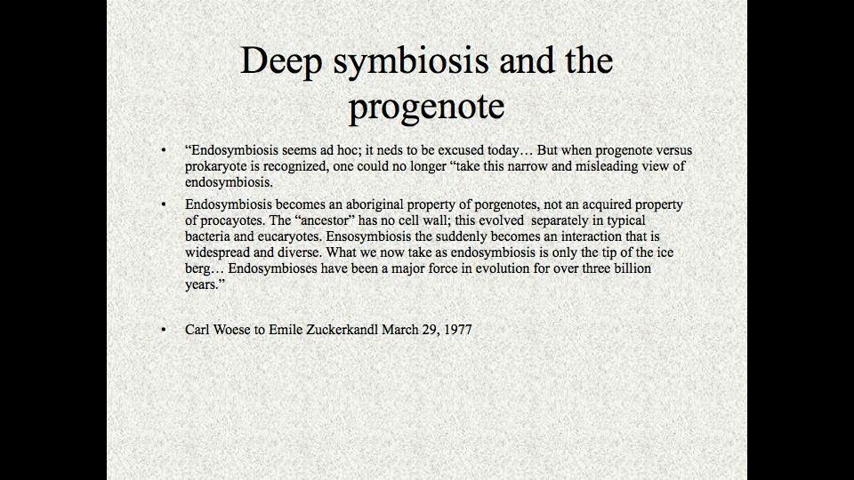 Deep symbiosis and the
progenote
• “Endosymbiosis seems ad hoc; it neds to be excused today… But when progenote versus
prokaryote is recognized, one could no longer “take this narrow and misleading view of
endosymbiosis.
• Endosymbiosis becomes an aboriginal property of porgenotes, not an acquired property
of procayotes. The “ancestor” has no cell wall; this evolved separately in typical
bacteria and eucaryotes. Ensosymbiosis the suddenly becomes an interaction that is
widespread and diverse. What we now take as endosymbiosis is only the tip of the ice
berg… Endosymbioses have been a major force in evolution for over three billion
years.”
• Carl Woese to Emile Zuckerkandl March 29, 1977